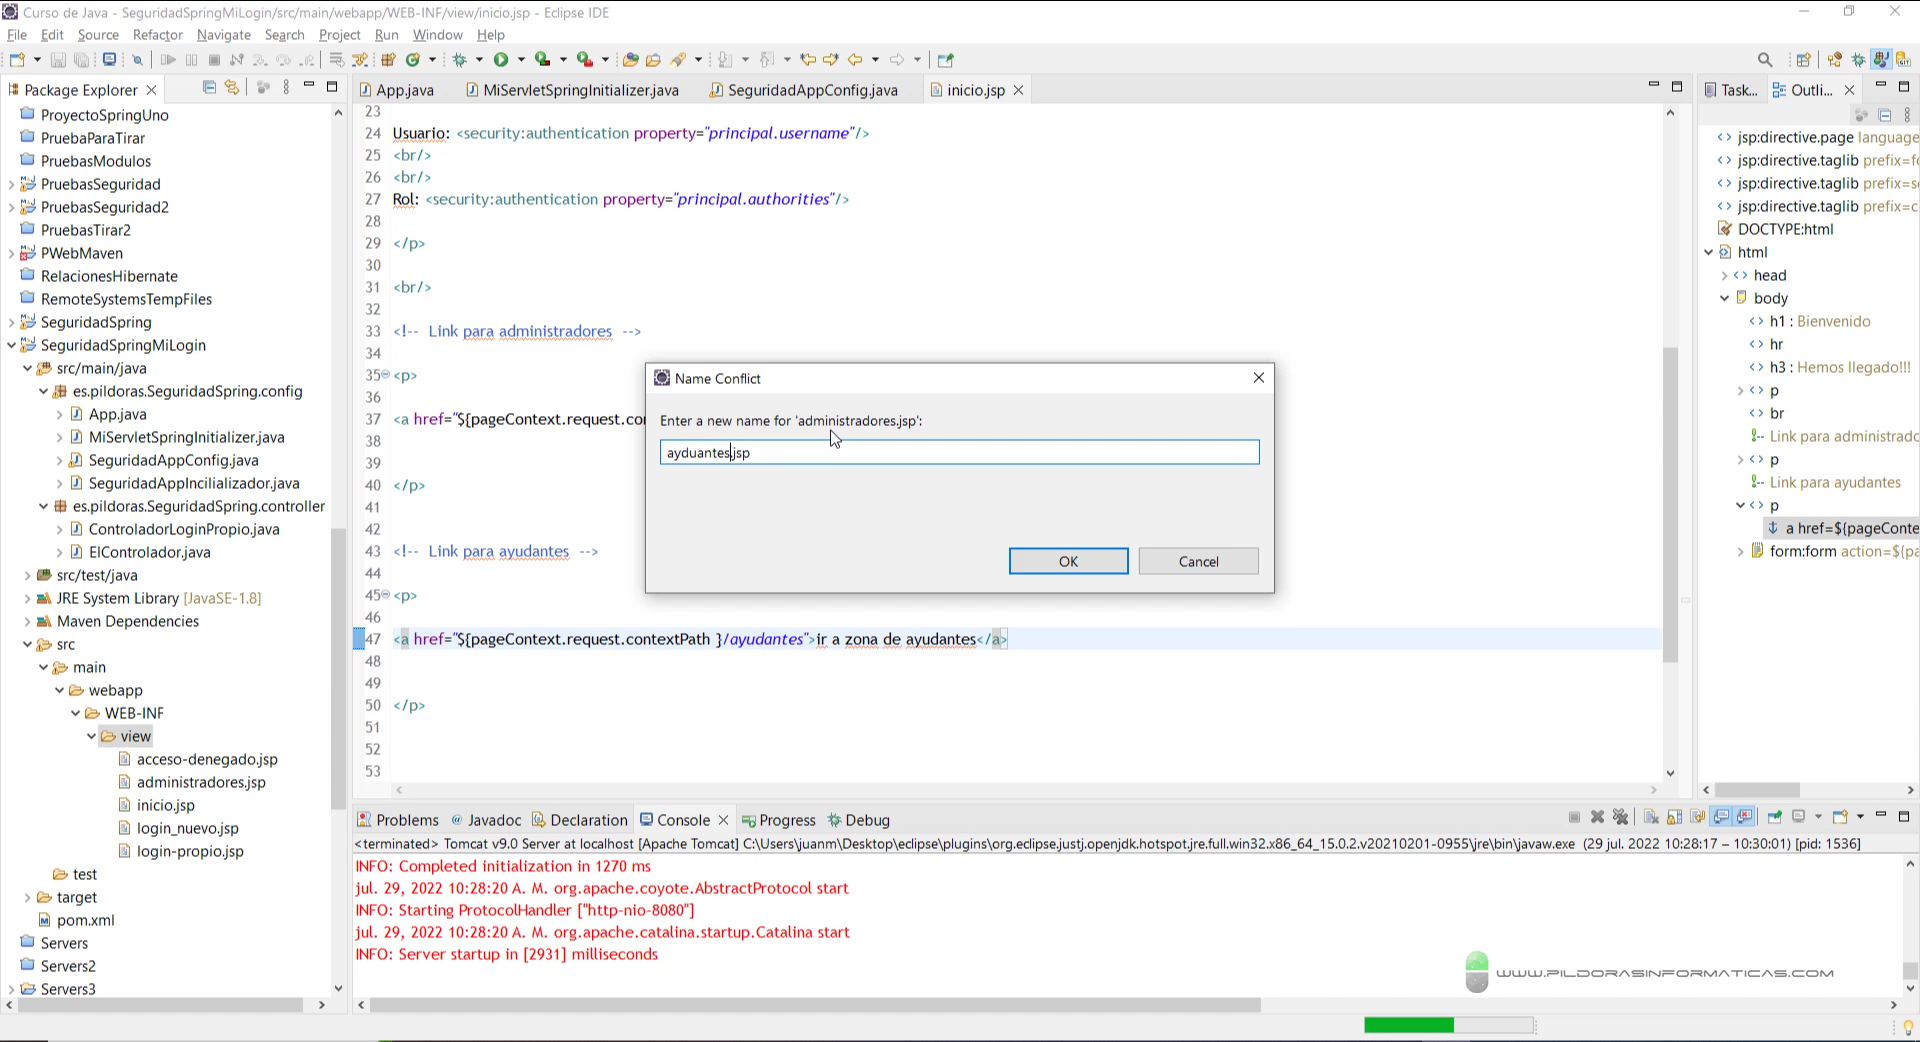 Curso de Java - SeguridadSpringMiLogin/src/main/webapp/WEB-INF/view/inicio.jsp - Eclipse IDE
File Edit Source Refactor Navigate Search Project Run Window Help
Package Explorer
ProyectoSpringUno
PruebaParaTirar
PruebasModulos
PruebasSeguridad
PruebasSeguridad2
PruebasTirar2
PWebMaven
RelacionesHibernate
RemoteSystemsTempFiles
SeguridadSpring
SeguridadSpringMiLogin
src/main/java
es.pildoras.SeguridadSpring.config
App.java
MiServletSpringInitializer.java
SeguridadAppConfig.java
SeguridadAppIncilializador.java
es.pildoras.SeguridadSpring.controller
ControladorLoginPropio.java
ElControlador.java
src/test/java
JRE System Library [JavaSE-1.8]
Maven Dependencies
src
main
webapp
WEB-INF
view
acceso-denegado.jsp
administradores.jsp
inicio.jsp
login_nuevo.jsp
login-propio.jsp
test
target
pom.xml
Servers
Servers2
Servers3
App.java MiServletSpringInitializer.java SeguridadAppConfig.java inicio.jsp
23
24 Usuario: <security:authentication property="principal.username"/>
25 <br/>
26 <br/>
27 Rol: <security:authentication property="principal.authorities"/>
28
29 </p>
30
31 <br/>
32
33 <!-- Link para administradores -->
34
35 <p>
36
37 <a href="${pageContext.request.co
38
39
40 </p>
41
42
43 <!-- Link para ayudantes -->
44
45 <p>
46
47 <a href="${pageContext.request.contextPath }/ayudantes">ir a zona de ayudantes</a>
48
49
50 </p>
51
52
53
Name Conflict
Enter a new name for 'administradores.jsp':
ayduantes.jsp
OK Cancel
Task... Outli...
jsp:directive.page language
jsp:directive.taglib prefix=f
jsp:directive.taglib prefix=s
jsp:directive.taglib prefix=c
DOCTYPE:html
html
head
body
h1 : Bienvenido
hr
h3 : Hemos llegado!!!
p
br
Link para administrado
p
Link para ayudantes
p
a href=${pageConte
form:form action=${pa
Problems Javadoc Declaration Console Progress Debug
<terminated> Tomcat v9.0 Server at localhost [Apache Tomcat] C:\Users\juanm\Desktop\eclipse\plugins\org.eclipse.justj.openjdk.hotspot.jre.full.win32.x86_64_15.0.2.v20210201-0955\jre\bin\javaw.exe (29 jul. 2022 10:28:17 – 10:30:01) [pid: 1536]
INFO: Completed initialization in 1270 ms
jul. 29, 2022 10:28:20 A. M. org.apache.coyote.AbstractProtocol start
INFO: Starting ProtocolHandler ["http-nio-8080"]
jul. 29, 2022 10:28:20 A. M. org.apache.catalina.startup.Catalina start
INFO: Server startup in [2931] milliseconds
WWW.PILDORASINFORMATICAS.COM